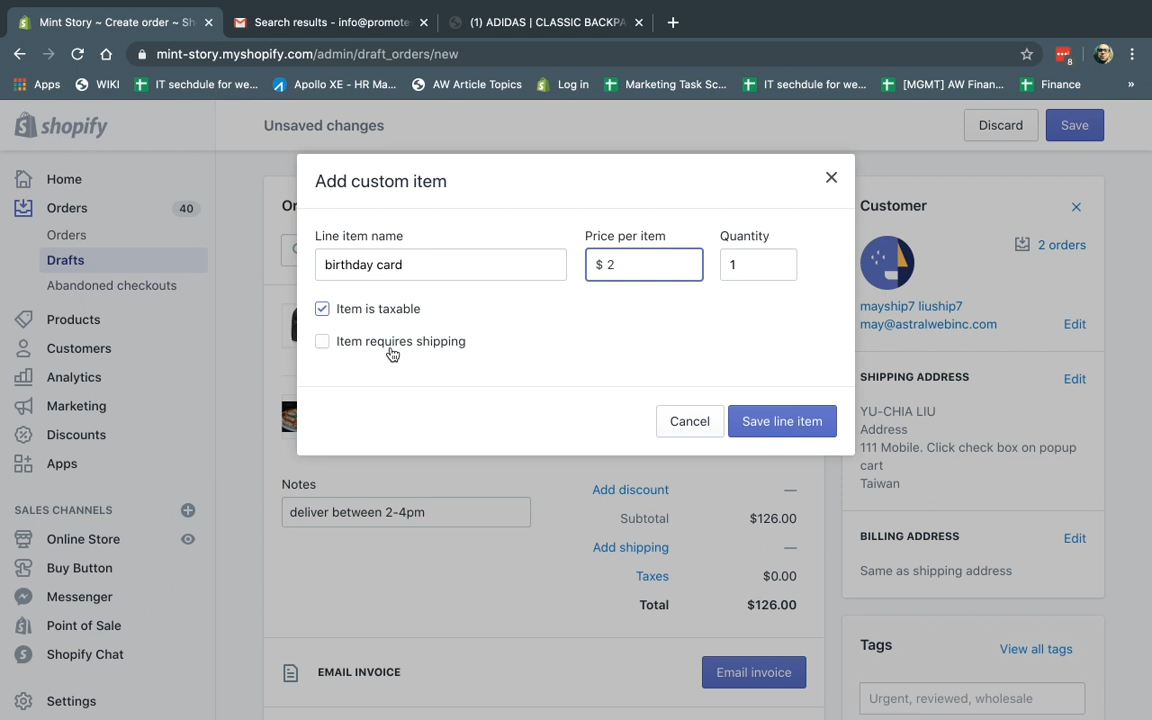 Mint Story ~ Create order ~ Sh
Search results - info@promote
(1) ADIDAS | CLASSIC BACKPA
mint-story.myshopify.com/admin/draft_orders/new
8
Apps
WIKI
IT sechdule for we...
Apollo XE - HR Ma...
AW Article Topics
Log in
Marketing Task Sc...
IT sechdule for we...
[MGMT] AW Finan...
Finance
»
shopify
Unsaved changes
Discard
Save
Home
Orders
40
Orders
Drafts
Abandoned checkouts
Products
Customers
Analytics
Marketing
Discounts
Apps
SALES CHANNELS
Online Store
Buy Button
Messenger
Point of Sale
Shopify Chat
Settings
Or
Add custom item
Line item name
Price per item
Quantity
birthday card
$ 2
1
Item is taxable
Item requires shipping
Cancel
Save line item
Notes
deliver between 2-4pm
Add discount
—
Subtotal
$126.00
Add shipping
—
Taxes
$0.00
Total
$126.00
EMAIL INVOICE
Email invoice
Customer
2 orders
mayship7 liuship7
may@astralwebinc.com
Edit
SHIPPING ADDRESS
Edit
YU-CHIA LIU
Address
111 Mobile. Click check box on popup
cart
Taiwan
BILLING ADDRESS
Edit
Same as shipping address
Tags
View all tags
Urgent, reviewed, wholesale